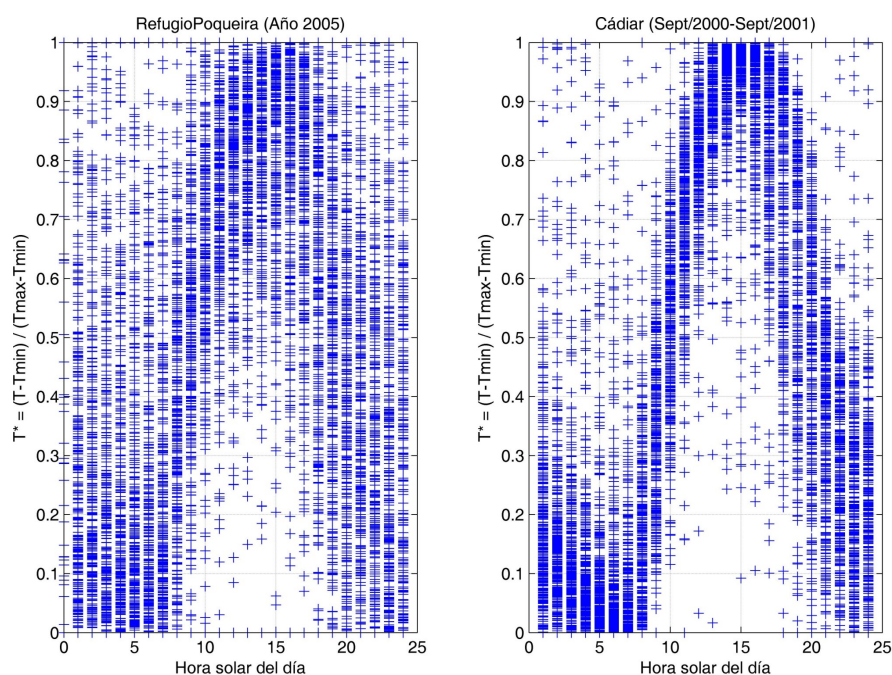 RefugioPoqueira (Año 2005)
T* = (T-Tmin) / (Tmax-Tmin)
1
0.9
0.8
0.7
0.6
0.5
0.4
0.3
0.2
0.1
0
0 5 10 15 20 25
Hora solar del día
Cádiar (Sept/2000-Sept/2001)
T* = (T-Tmin) / (Tmax-Tmin)
1
0.9
0.8
0.7
0.6
0.5
0.4
0.3
0.2
0.1
0
0 5 10 15 20 25
Hora solar del día